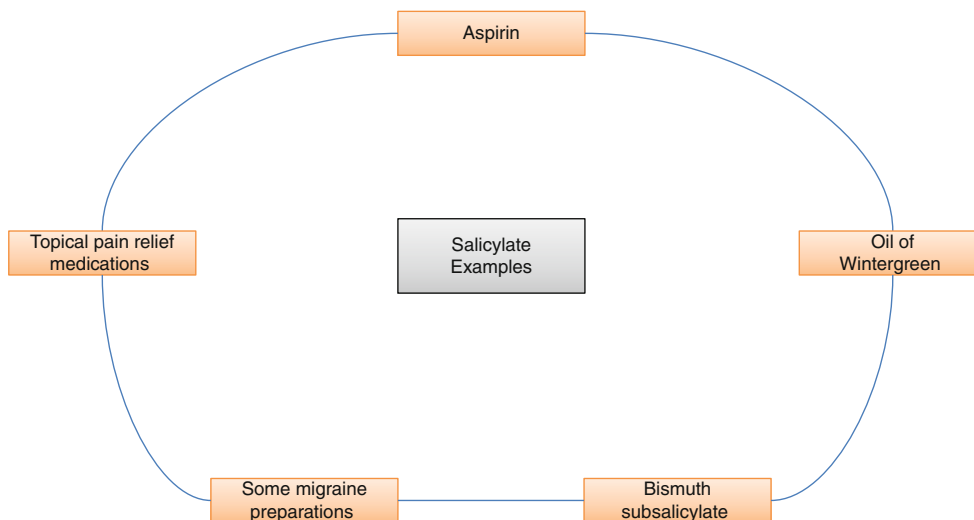 Aspirin
Topical pain relief
medications
Salicylate
Examples
Oil of
Wintergreen
Some migraine
preparations
Bismuth
subsalicylate